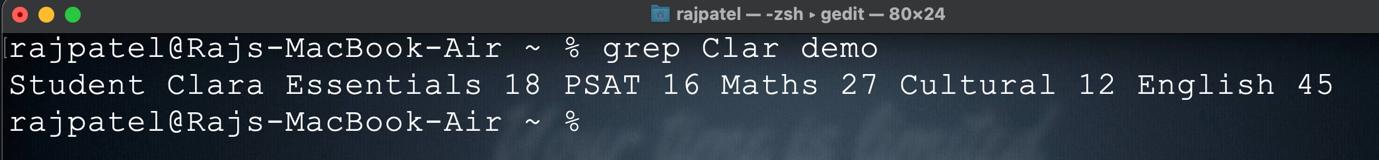 rajpatel — -zsh ▸ gedit — 80×24
rajpatel@Rajs-MacBook-Air ~ % grep Clar demo
Student Clara Essentials 18 PSAT 16 Maths 27 Cultural 12 English 45
rajpatel@Rajs-MacBook-Air ~ %